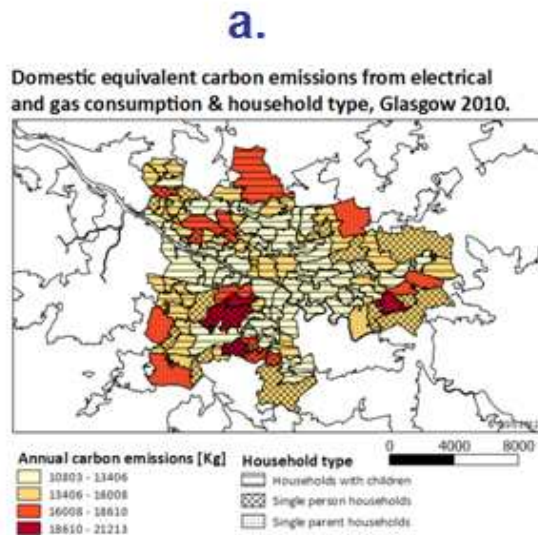 a.
Domestic equivalent carbon emissions from electrical
and gas consumption & household type, Glasgow 2010.
Annual carbon emissions [Kg]
10803 - 13406
13406 - 16008
16008 - 18610
18610 - 21213
Household type
Households with children
Single person households
Single parent households
0 4000 8000